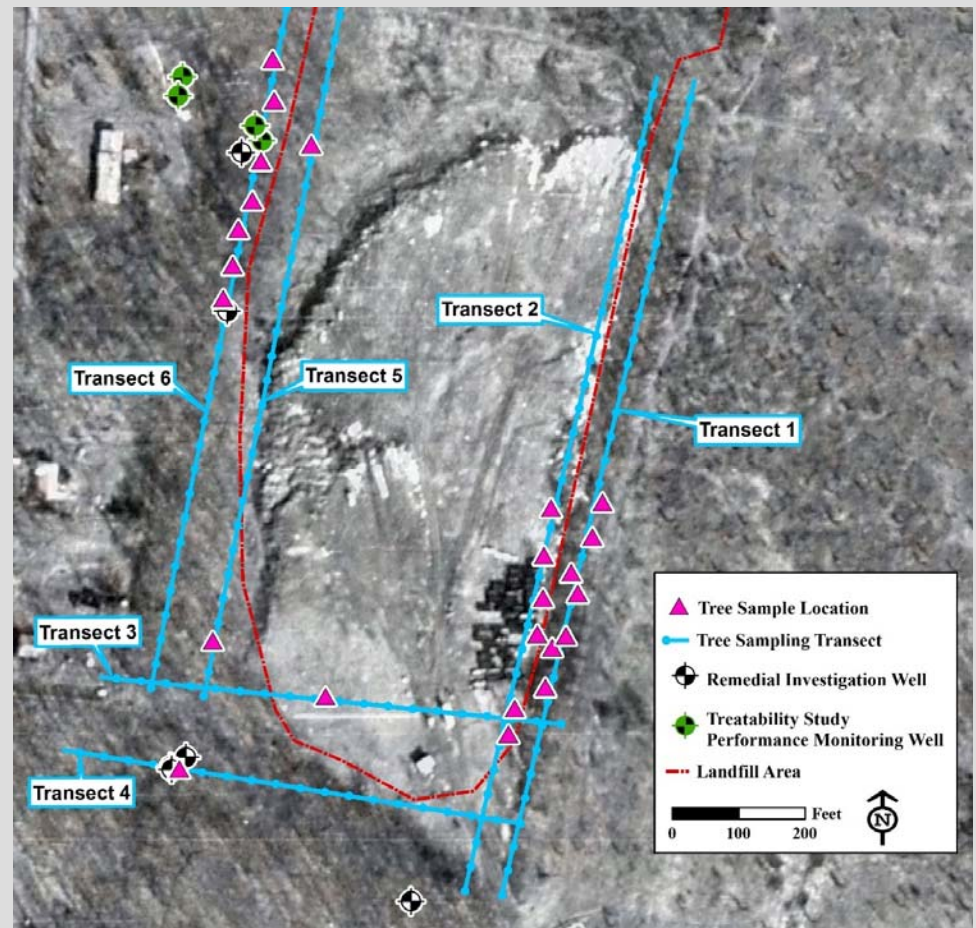 Transect 2
Transect 6
Transect 5
Transect 1
Transect 3
Transect 4
Tree Sample Location
Tree Sampling Transect
Remedial Investigation Well
Treatability Study
Performance Monitoring Well
Landfill Area
Feet
0 100 200
N